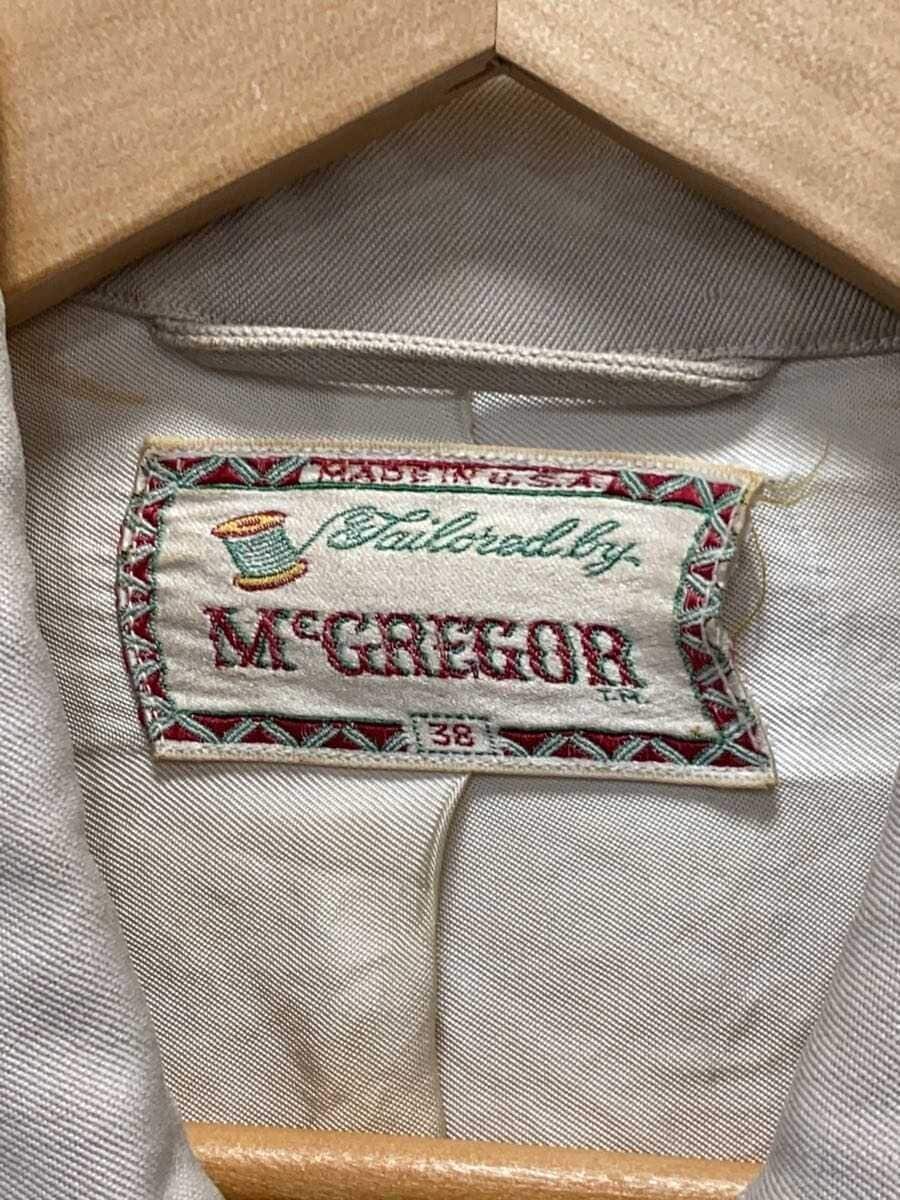 MADE IN U.S.A.
Tailored by
McGREGOR
T.M.
38